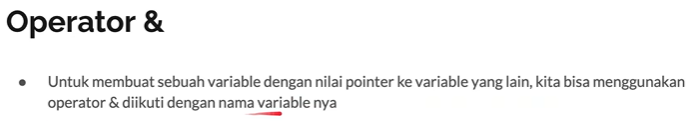 Operator &
● Untuk membuat sebuah variable dengan nilai pointer ke variable yang lain, kita bisa menggunakan
operator & diikuti dengan nama variable nya